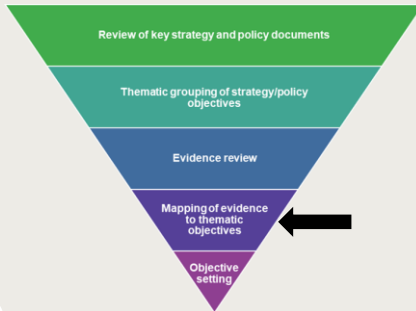 Review of key strategy and policy documents
Thematic grouping of strategy/policy
objectives
Evidence review
Mapping of evidence
to thematic
objectives
Objective
setting